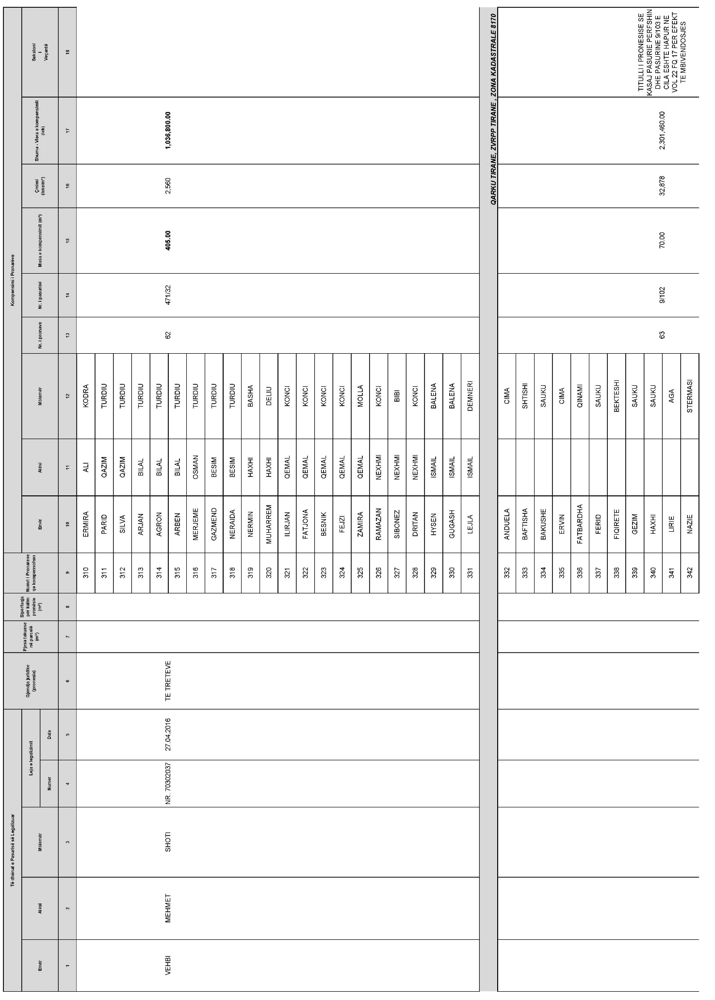 Të dhënat e Pasurisë së Legalizuar
Kompensimi i Pronarëve
Emër
Atësi
Mbiemër
Leja e legalizimit
Numer
Date
Gjendja juridike
(pronesia)
Pjesa takuese
në parcelë
(m²)
Sipërfaqja
për kalim
pronësie
(m²)
Numri i Pronareve
qe kompensohen
Emër
Atësi
Mbiemër
Nr. i pronave
Nr. i pasurisë
Masa e kompensimit (m²)
Çmimi
(leke/m²)
Shuma - Vlera e kompensimit
(lek)
Seksioni
i
Veçantë
1 2 3 4 5 6 7 8 9 10 11 12 13 14 15 16 17 18
310 ERMIRA ALI KODRA
311 PARID QAZIM TURDIU
312 SILVA QAZIM TURDIU
313 ARJAN BILAL TURDIU
314 AGRON BILAL TURDIU
VEHBI MEHMET SHOTI NR. 70302037 27.04.2016 TE TRETEVE 62 471/32 405.00 2,560 1,036,800.00
315 ARBEN BILAL TURDIU
316 MERJEME OSMAN TURDIU
317 GAZMEND BESIM TURDIU
318 NERAIDA BESIM TURDIU
319 NERMIN HAXHI BASHA
320 MUHARREM HAXHI DELIU
321 ILIRJAN QEMAL KONCI
322 FATJONA QEMAL KONCI
323 BESNIK QEMAL KONCI
324 FEJZI QEMAL KONCI
325 ZAMIRA QEMAL MOLLA
326 RAMAZAN NEXHMI KONCI
327 SIBONEZ NEXHMI BIBI
328 DRITAN NEXHMI KONCI
329 HYSEN ISMAIL BALENA
330 GUGASH ISMAIL BALENA
331 LEJLA ISMAIL DEMNERI
QARKU TIRANE, ZVRPP TIRANE , ZONA KADASTRALE 8170
332 ANDUELA CIMA
333 BAFTISHA SHTISHI
334 BAKUSHE SAUKU
335 ERVIN CIMA
336 FATBARDHA QINAMI
337 FERID SAUKU
338 FIQIRETE BEKTESHI
339 GEZIM SAUKU
340 HAXHI SAUKU
63 9/102 70.00 32,878 2,301,460.00
TITULLI I PRONESISE SE
KASAJ PASURIE PERFSHIN
DHE PASURINE 9/103 E
CILA ESHTE HAPUR NE
VOL 22 FQ 17 PER EFEKT
TE MBIVENDOSJES
341 LIRIE AGA
342 NAZIE STERMASI